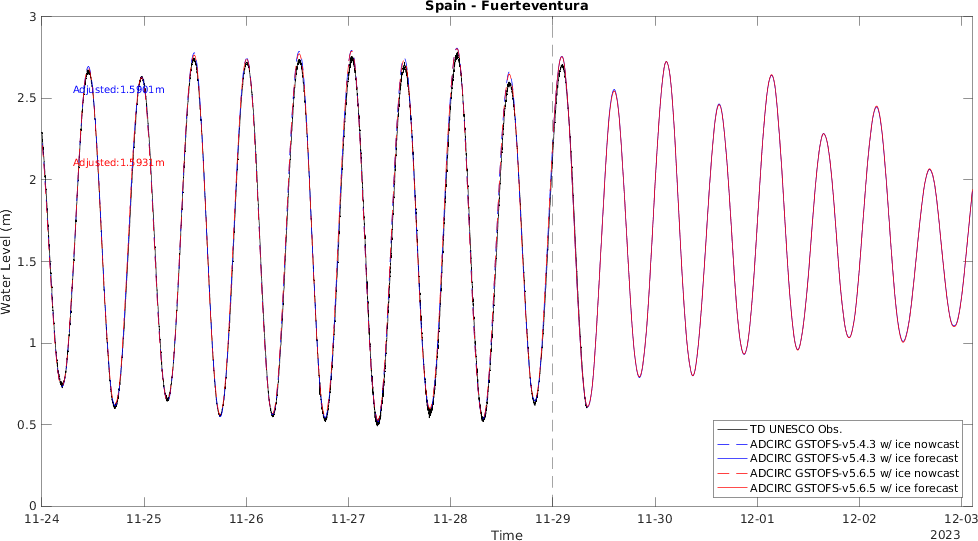 Spain - Fuerteventura
Water Level (m)
3
2.5
2
1.5
1
0.5
0
Adjusted:1.5901m
Adjusted:1.5931m
TD UNESCO Obs.
ADCIRC GSTOFS-v5.4.3 w/ ice nowcast
ADCIRC GSTOFS-v5.4.3 w/ ice forecast
ADCIRC GSTOFS-v5.6.5 w/ ice nowcast
ADCIRC GSTOFS-v5.6.5 w/ ice forecast
11-24 11-25 11-26 11-27 11-28 11-29 11-30 12-01 12-02 12-03
Time
2023